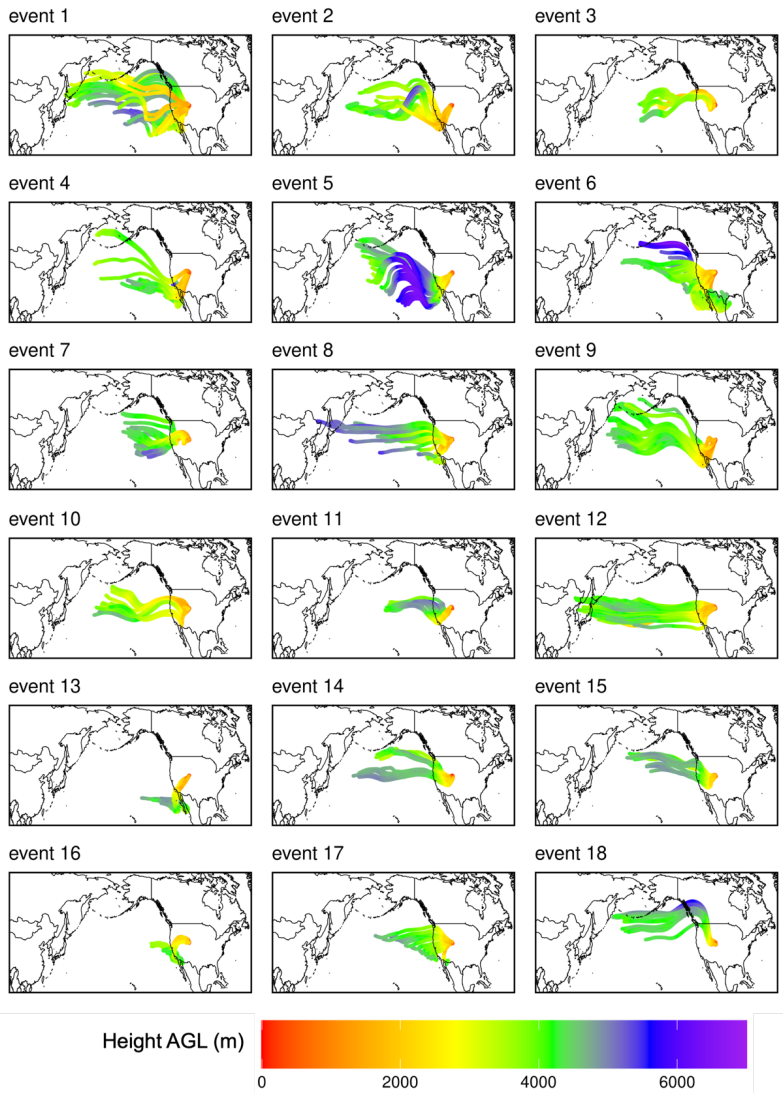 event 1 event 2 event 3
event 4 event 5 event 6
event 7 event 8 event 9
event 10 event 11 event 12
event 13 event 14 event 15
event 16 event 17 event 18
Height AGL (m)
0 2000 4000 6000